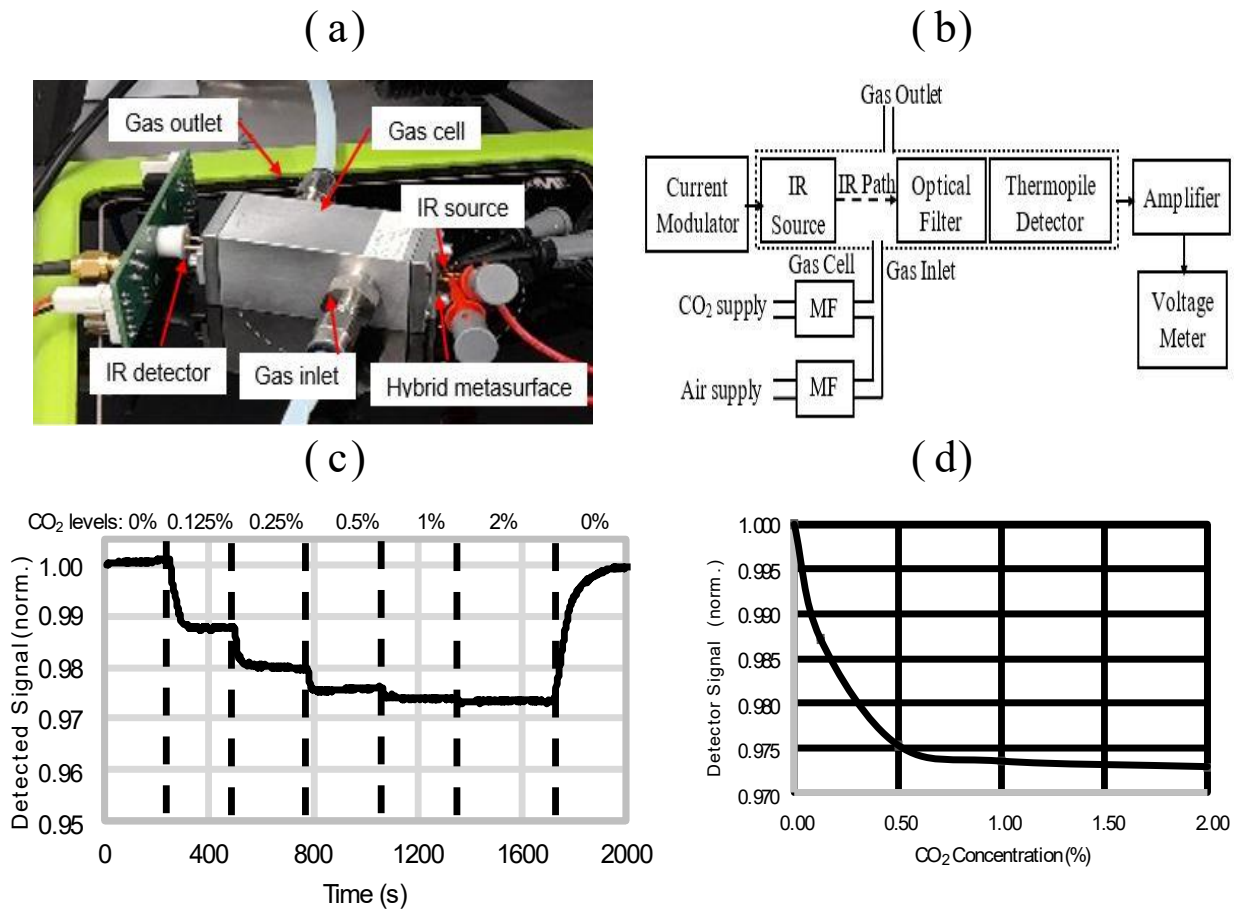 ( a )
( b )
Gas outlet
Gas cell
IR source
IR detector
Gas inlet
Hybrid metasurface
Gas Outlet
Current
Modulator
IR
Source
IR Path
Optical
Filter
Thermopile
Detector
Amplifier
Gas Cell
Gas Inlet
CO₂ supply
MF
Voltage
Meter
Air supply
MF
( c )
( d )
CO₂ levels: 0% 0.125% 0.25% 0.5% 1% 2% 0%
Detected Signal (norm.)
1.00
0.99
0.98
0.97
0.96
0.95
0 400 800 1200 1600 2000
Time (s)
Detector Signal (norm.)
1.000
0.995
0.990
0.985
0.980
0.975
0.970
0.00 0.50 1.00 1.50 2.00
CO₂ Concentration (%)